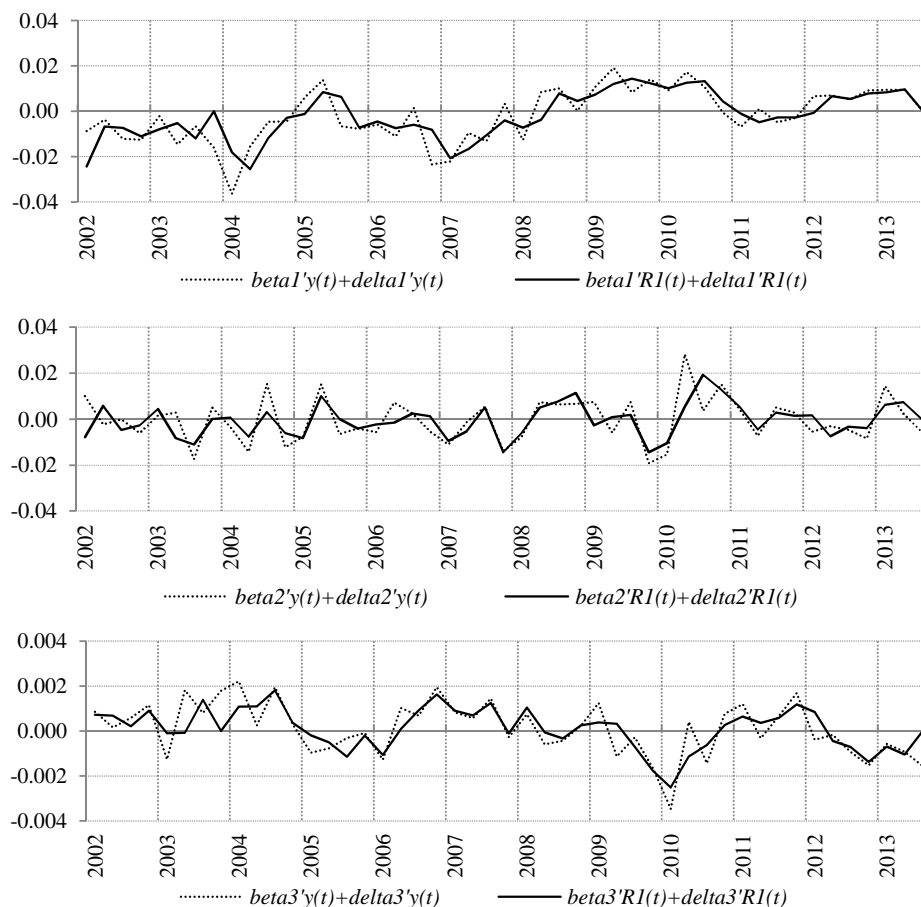 0.04
0.02
0.00
-0.02
-0.04
2002 2003 2004 2005 2006 2007 2008 2009 2010 2011 2012 2013
beta1'y(t)+delta1'y(t) beta1'R1(t)+delta1'R1(t)
0.04
0.02
0.00
-0.02
-0.04
2002 2003 2004 2005 2006 2007 2008 2009 2010 2011 2012 2013
beta2'y(t)+delta2'y(t) beta2'R1(t)+delta2'R1(t)
0.004
0.002
0.000
-0.002
-0.004
2002 2003 2004 2005 2006 2007 2008 2009 2010 2011 2012 2013
beta3'y(t)+delta3'y(t) beta3'R1(t)+delta3'R1(t)